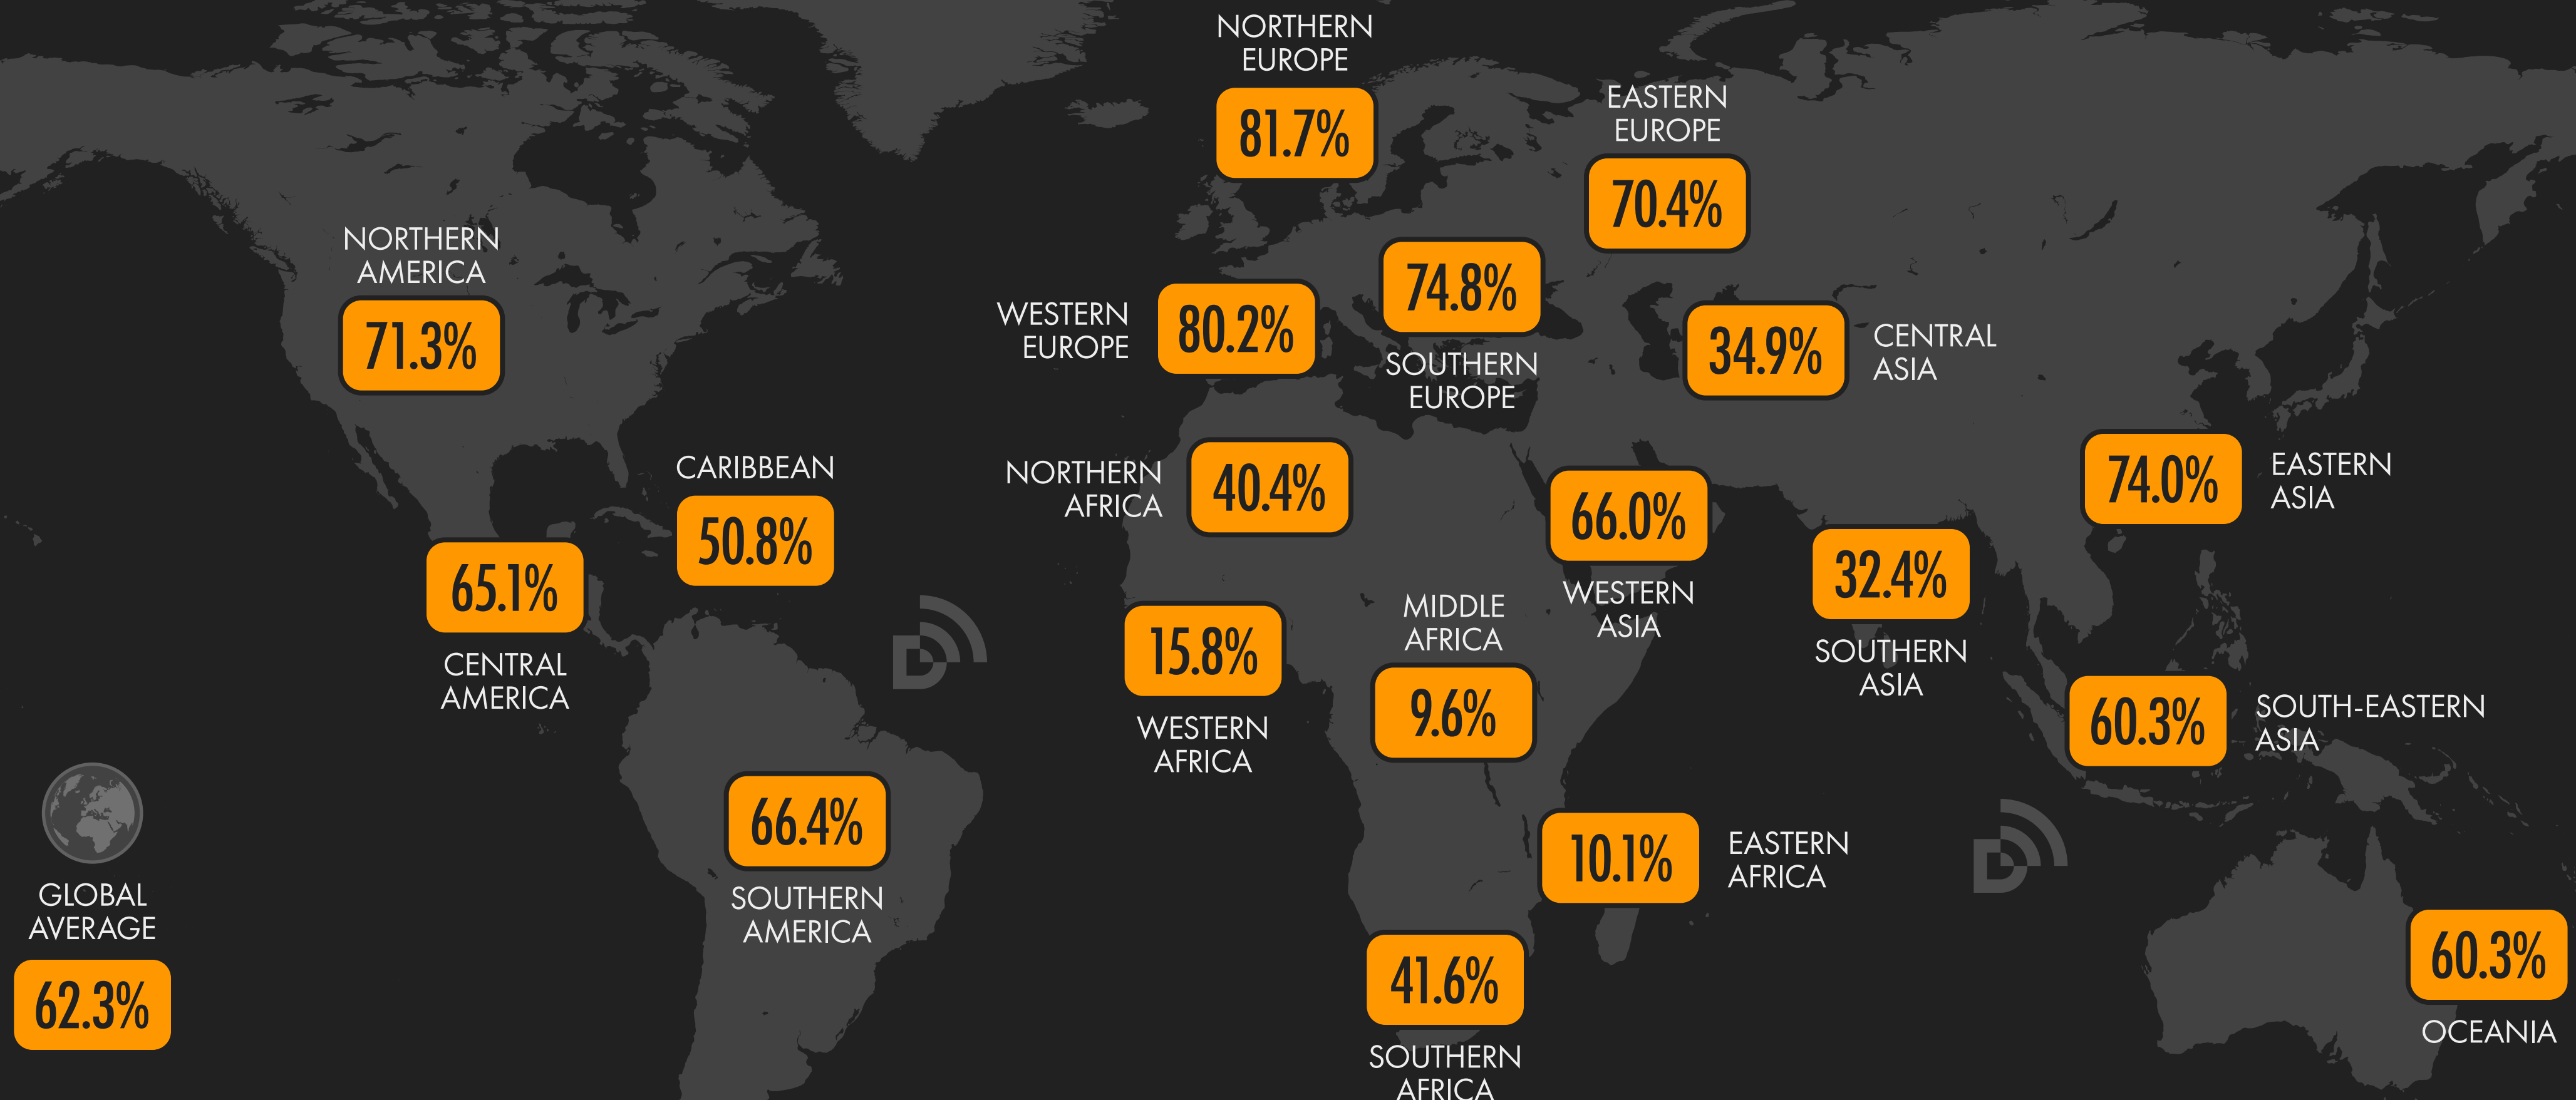 NORTHERN
EUROPE
81.7%
EASTERN
EUROPE
70.4%
NORTHERN
AMERICA
71.3%
WESTERN
EUROPE
80.2%
74.8%
SOUTHERN
EUROPE
34.9%
CENTRAL
ASIA
CARIBBEAN
50.8%
NORTHERN
AFRICA
40.4%
66.0%
WESTERN
ASIA
74.0%
EASTERN
ASIA
65.1%
CENTRAL
AMERICA
32.4%
SOUTHERN
ASIA
15.8%
WESTERN
AFRICA
MIDDLE
AFRICA
9.6%
60.3%
SOUTH-EASTERN
ASIA
66.4%
SOUTHERN
AMERICA
10.1%
EASTERN
AFRICA
GLOBAL
AVERAGE
62.3%
41.6%
SOUTHERN
AFRICA
60.3%
OCEANIA